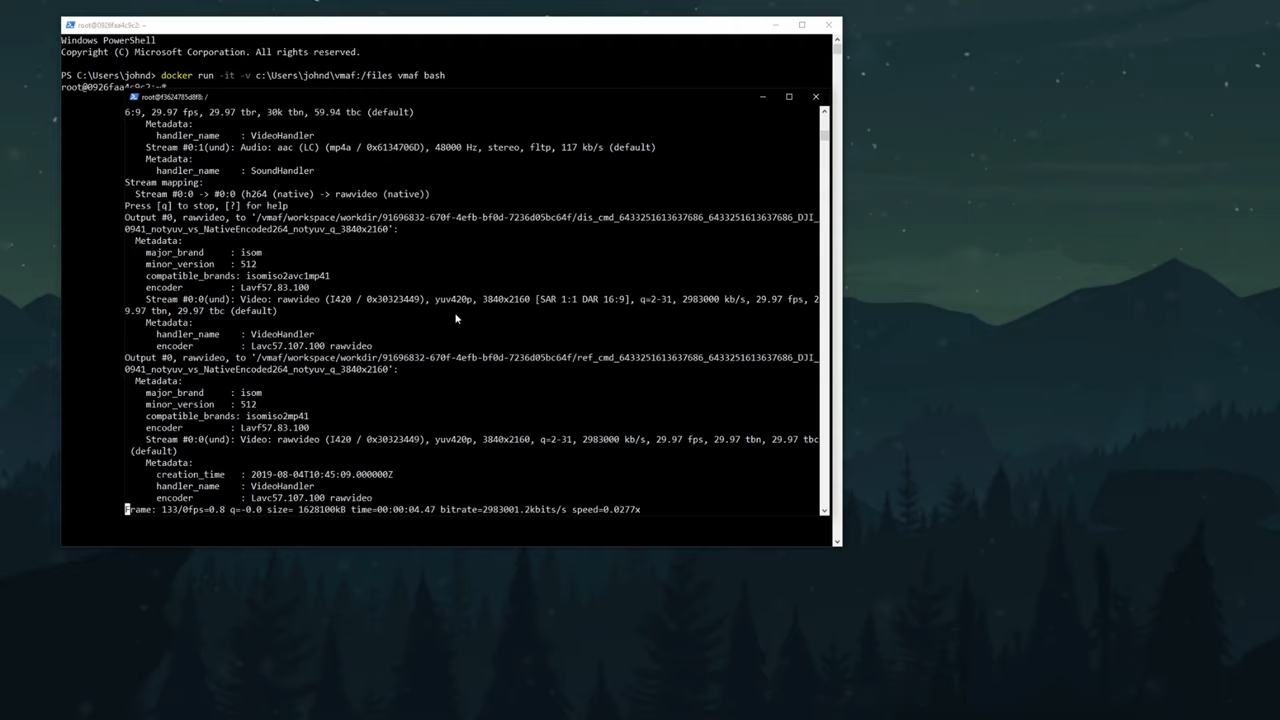 root@0926faa4c9c2: ~
Windows PowerShell
Copyright (C) Microsoft Corporation. All rights reserved.
PS C:\Users\johnd> docker run -it -v c:\Users\johnd\vmaf:/files vmaf bash
root@0926faa4c9c2:~#
root@f3624785d8f8: /
6:9, 29.97 fps, 29.97 tbr, 30k tbn, 59.94 tbc (default)
Metadata:
handler_name : VideoHandler
Stream #0:1(und): Audio: aac (LC) (mp4a / 0x6134706D), 48000 Hz, stereo, fltp, 117 kb/s (default)
Metadata:
handler_name : SoundHandler
Stream mapping:
Stream #0:0 -> #0:0 (h264 (native) -> rawvideo (native))
Press [q] to stop, [?] for help
Output #0, rawvideo, to '/vmaf/workspace/workdir/91696832-670f-4efb-bf0d-7236d05bc64f/dis_cmd_6433251613637686_6433251613637686_DJI_
0941_notyuv_vs_NativeEncoded264_notyuv_q_3840x2160':
Metadata:
major_brand : isom
minor_version : 512
compatible_brands: isomiso2avc1mp41
encoder : Lavf57.83.100
Stream #0:0(und): Video: rawvideo (I420 / 0x30323449), yuv420p, 3840x2160 [SAR 1:1 DAR 16:9], q=2-31, 2983000 kb/s, 29.97 fps, 2
9.97 tbn, 29.97 tbc (default)
Metadata:
handler_name : VideoHandler
encoder : Lavc57.107.100 rawvideo
Output #0, rawvideo, to '/vmaf/workspace/workdir/91696832-670f-4efb-bf0d-7236d05bc64f/ref_cmd_6433251613637686_6433251613637686_DJI_
0941_notyuv_vs_NativeEncoded264_notyuv_q_3840x2160':
Metadata:
major_brand : isom
minor_version : 512
compatible_brands: isomiso2mp41
encoder : Lavf57.83.100
Stream #0:0(und): Video: rawvideo (I420 / 0x30323449), yuv420p, 3840x2160, q=2-31, 2983000 kb/s, 29.97 fps, 29.97 tbn, 29.97 tbc
(default)
Metadata:
creation_time : 2019-08-04T10:45:09.000000Z
handler_name : VideoHandler
encoder : Lavc57.107.100 rawvideo
Frame: 133/0fps=0.8 q=-0.0 size= 1628100kB time=00:00:04.47 bitrate=2983001.2kbits/s speed=0.0277x